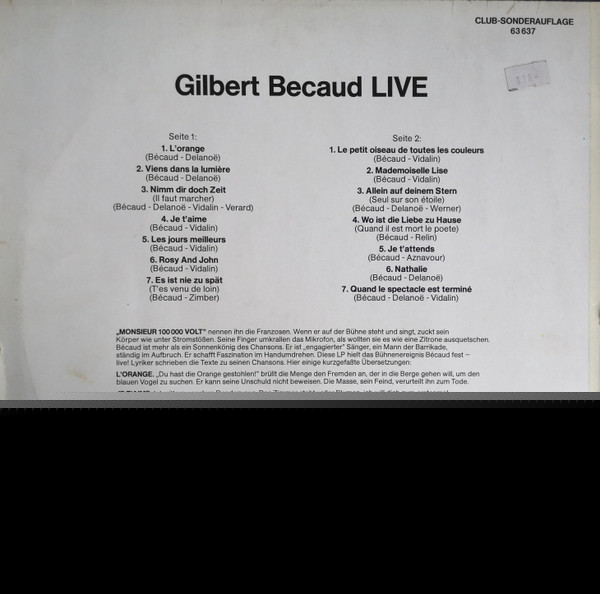 CLUB-SONDERAUFLAGE
63 637
Gilbert Becaud LIVE
Seite 1:
1. L'orange
(Bécaud - Delanoë)
2. Viens dans la lumière
(Bécaud - Delanoë)
3. Nimm dir doch Zeit
(Il faut marcher)
(Bécaud - Delanoë - Vidalin - Verard)
4. Je t'aime
(Bécaud - Vidalin)
5. Les jours meilleurs
(Bécaud - Vidalin)
6. Rosy And John
(Bécaud - Vidalin)
7. Es ist nie zu spät
(T'es venu de loin)
(Bécaud - Zimber)
Seite 2:
1. Le petit oiseau de toutes les couleurs
(Bécaud - Vidalin)
2. Mademoiselle Lise
(Bécaud - Vidalin)
3. Allein auf deinem Stern
(Seul sur son étoile)
(Bécaud - Delanoë - Werner)
4. Wo ist die Liebe zu Hause
(Quand il est mort le poete)
(Bécaud - Relin)
5. Je t'attends
(Bécaud - Aznavour)
6. Nathalie
(Bécaud - Delanoë)
7. Quand le spectacle est terminé
(Bécaud - Delanoë - Vidalin)
„MONSIEUR 100 000 VOLT" nennen ihn die Franzosen. Wenn er auf der Bühne steht und singt, zuckt sein
Körper wie unter Stromstößen. Seine Finger umkrallen das Mikrofon, als wollten sie es wie eine Zitrone ausquetschen.
Bécaud ist mehr als ein Sonnenkönig des Chansons. Er ist „engagierter" Sänger, ein Mann der Barrikade,
ständig im Aufbruch. Er schafft Faszination im Handumdrehen. Diese LP hielt das Bühnenereignis Bécaud fest –
live! Lyriker schrieben die Texte zu seinen Chansons. Hier einige kurzgefaßte Übersetzungen:
L'ORANGE. „Du hast die Orange gestohlen!" brüllt die Menge den Fremden an, der in die Berge gehen will, um den
blauen Vogel zu suchen. Er kann seine Unschuld nicht beweisen. Die Masse, sein Feind, verurteilt ihn zum Tode.